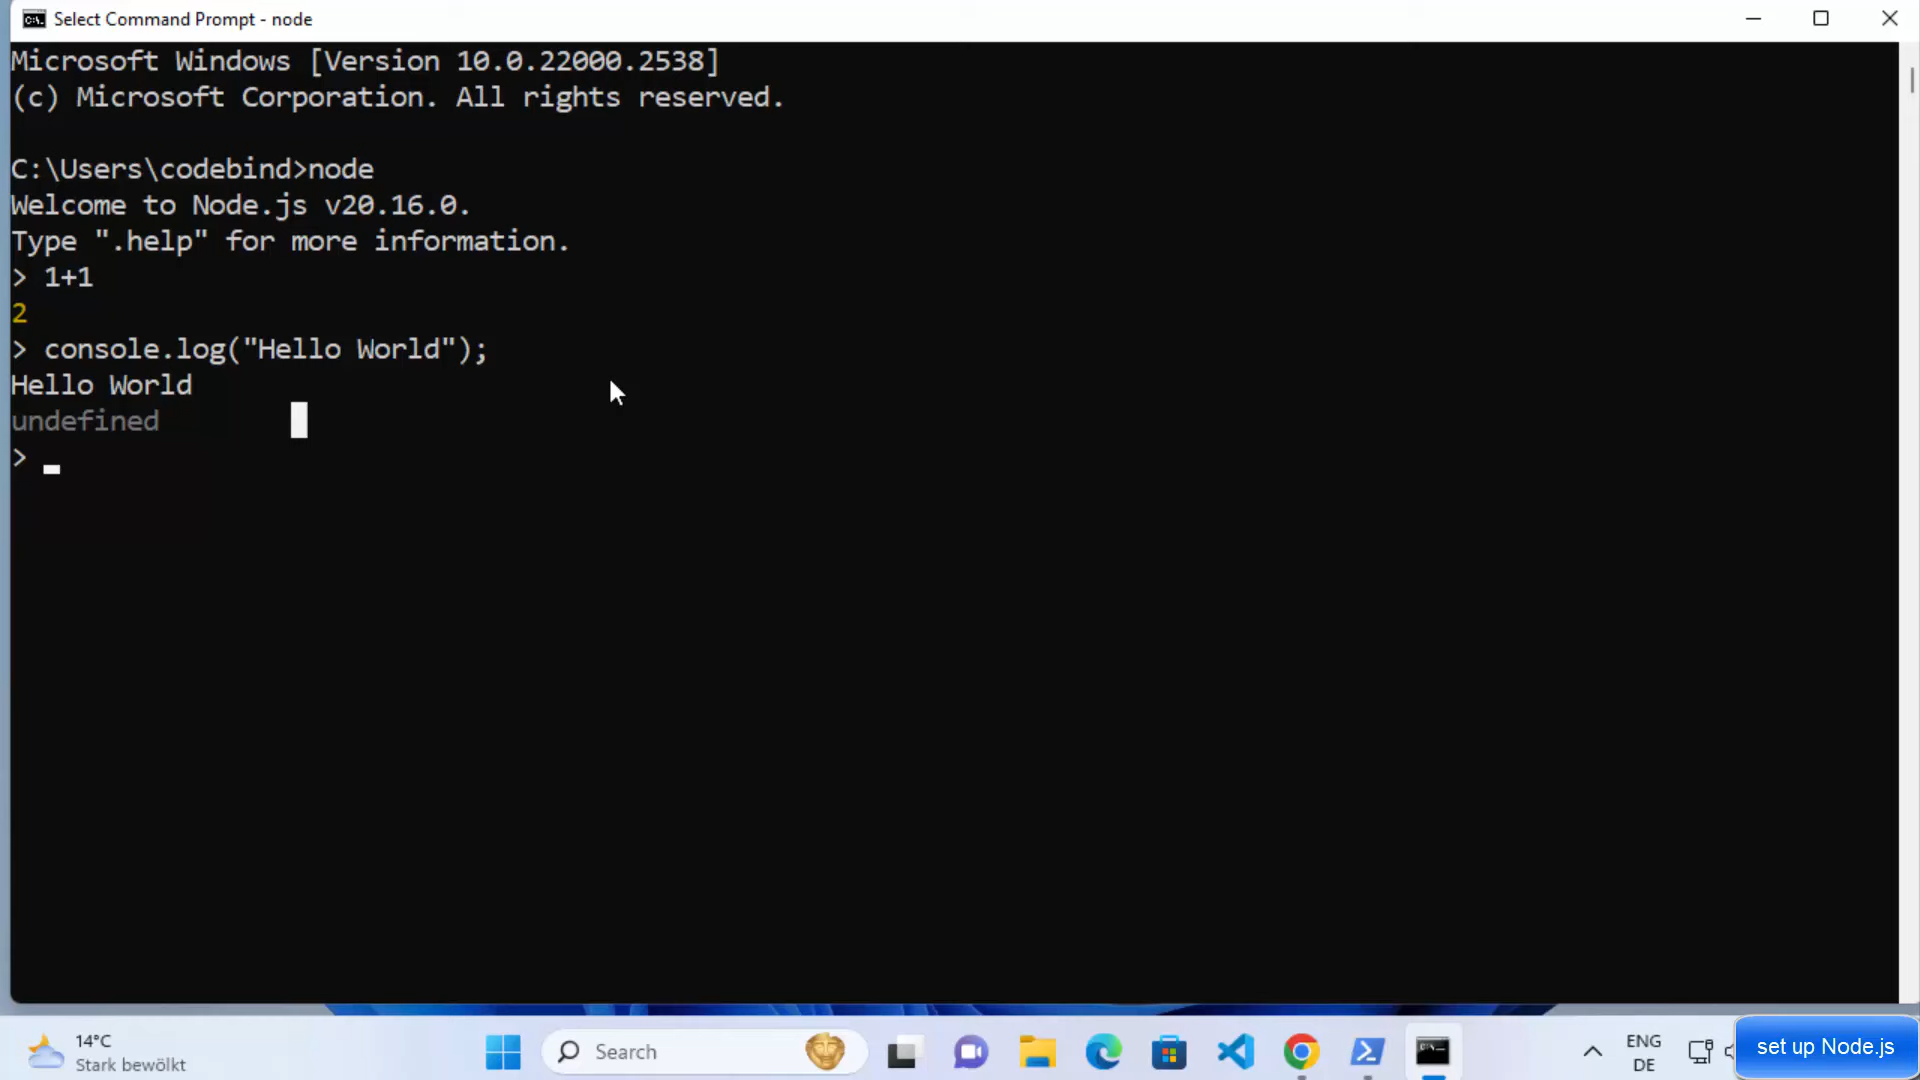 Select Command Prompt - node
Microsoft Windows [Version 10.0.22000.2538]
(c) Microsoft Corporation. All rights reserved.
C:\Users\codebind>node
Welcome to Node.js v20.16.0.
Type ".help" for more information.
> 1+1
2
> console.log("Hello World");
Hello World
undefined
>
14°C
Stark bewölkt
Search
ENG
DE
set up Node.js